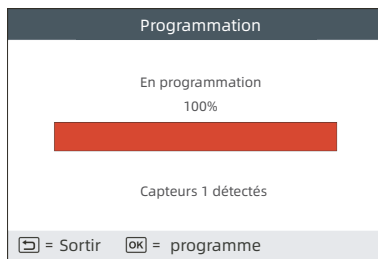 Programmation
En programmation
100%
Capteurs 1 détectés
= Sortir OK = programme